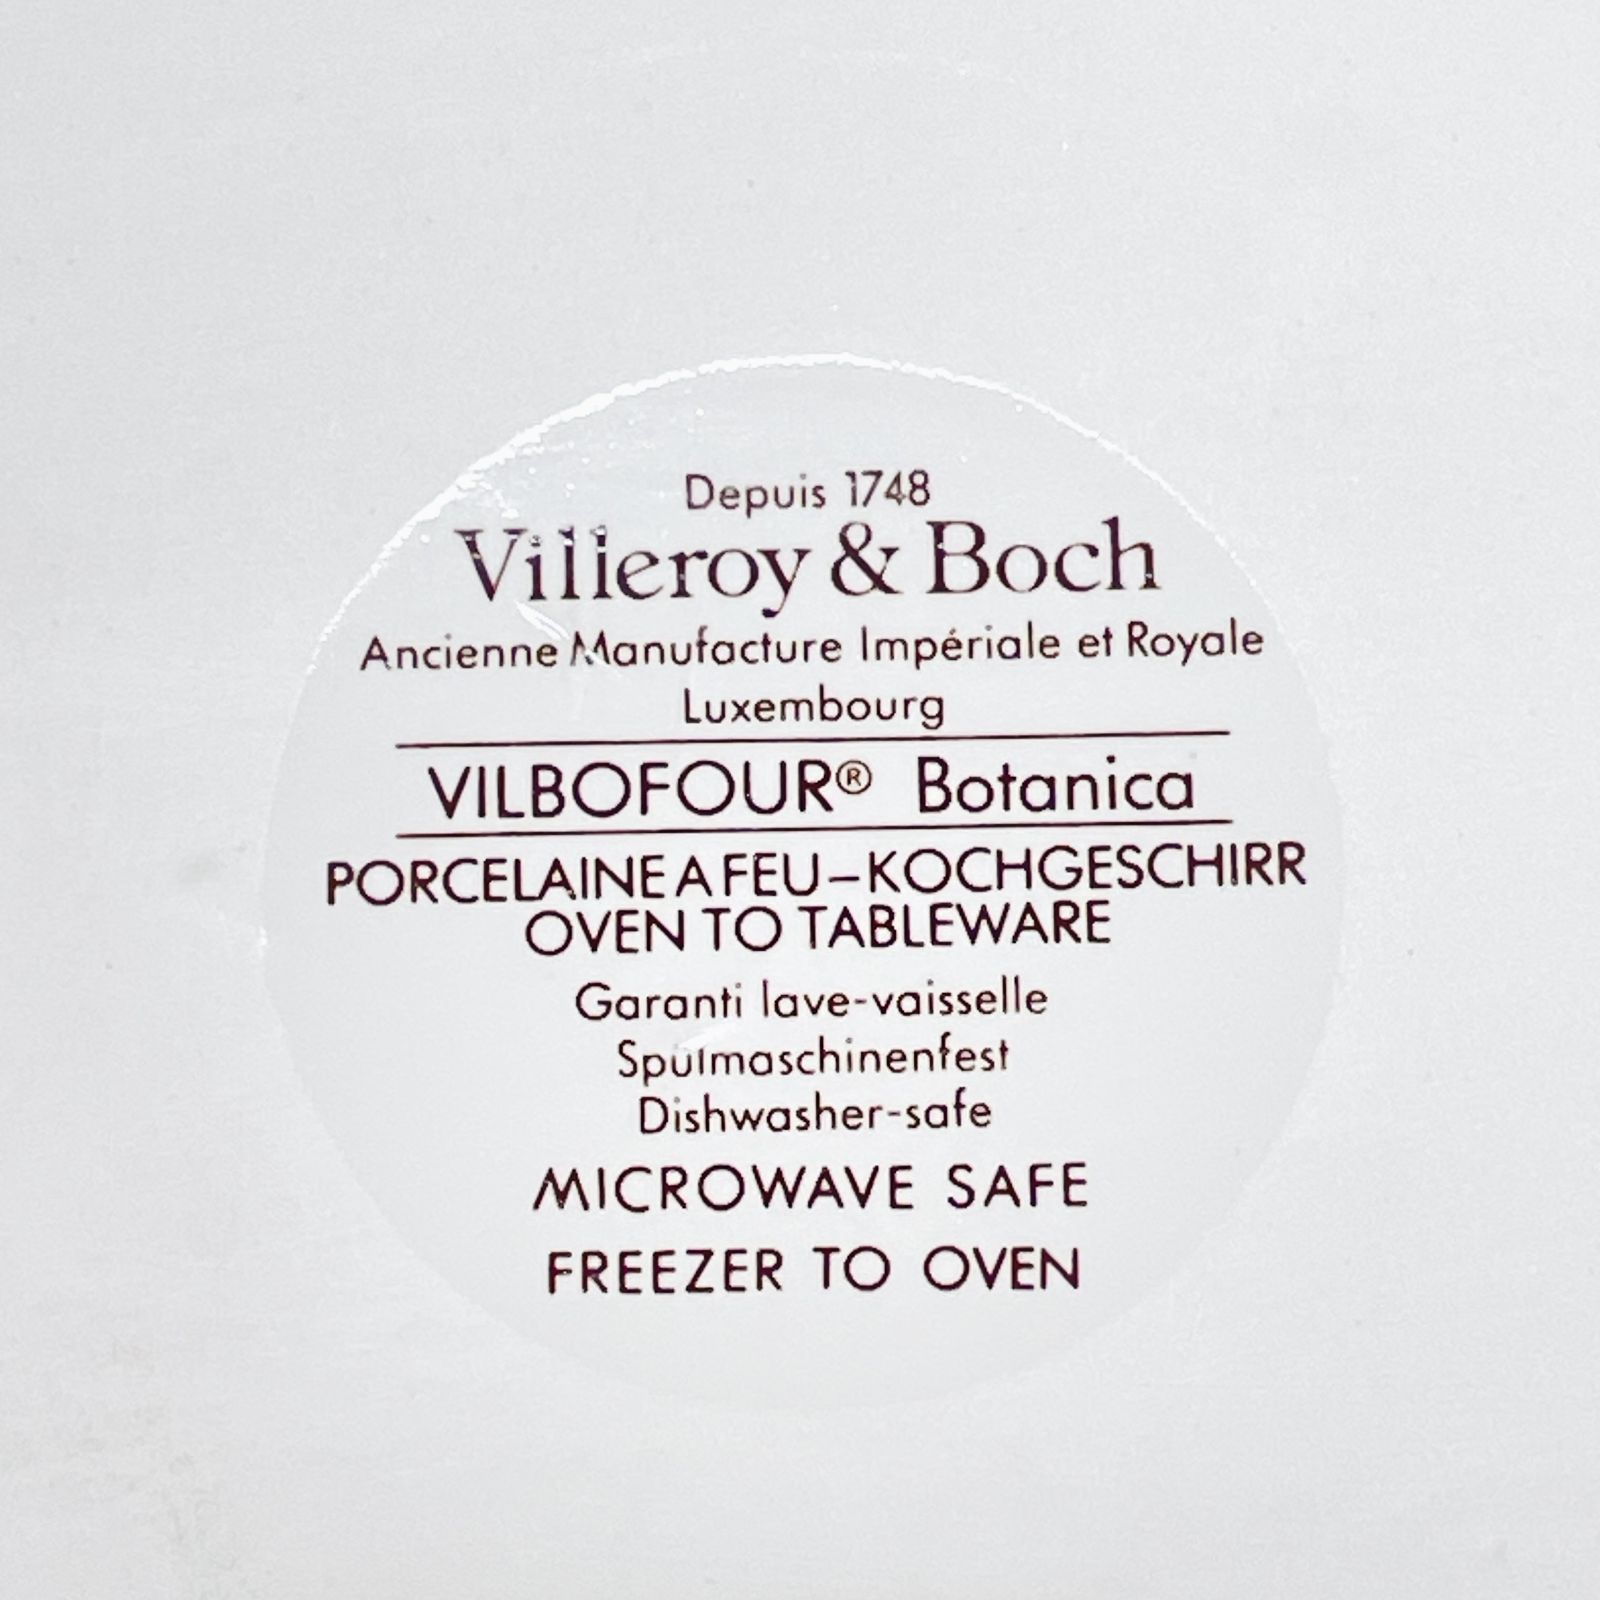 Depuis 1748
Villeroy & Boch
Ancienne Manufacture Impériale et Royale
Luxembourg
VILBOFOUR® Botanica
PORCELAINE A FEU–KOCHGESCHIRR
OVEN TO TABLEWARE
Garanti lave-vaisselle
Spülmaschinenfest
Dishwasher-safe
MICROWAVE SAFE
FREEZER TO OVEN